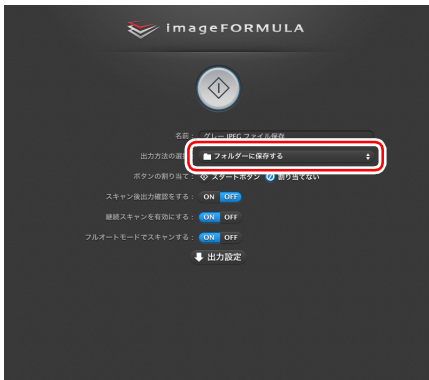 imageFORMULA
名前： グレー JPEG ファイル保存
出力方法の選択 フォルダーに保存する
ボタンの割り当て： スタートボタン 割り当てない
スキャン後出力確認をする： ON OFF
継続スキャンを有効にする： ON OFF
フルオートモードでスキャンする： ON OFF
出力設定